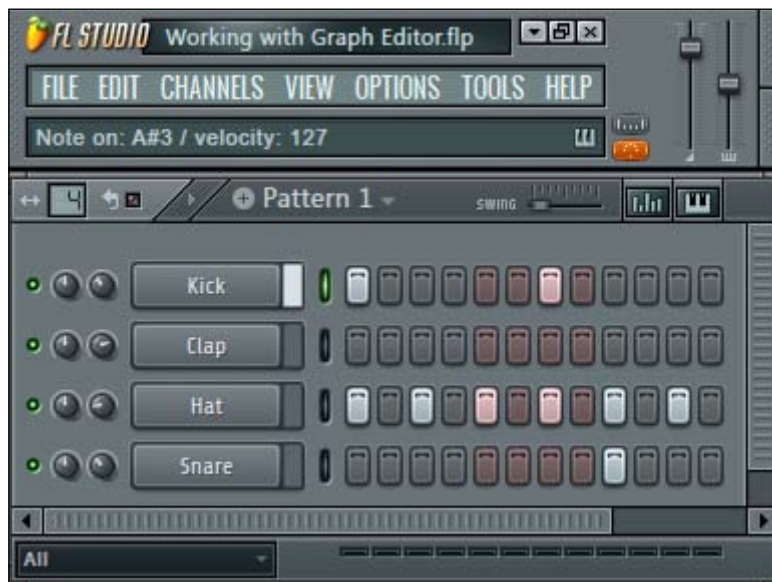 FL STUDIO Working with Graph Editor.flp
FILE EDIT CHANNELS VIEW OPTIONS TOOLS HELP
Note on: A#3 / velocity: 127
4 Pattern 1 SWING
Kick
Clap
Hat
Snare
All